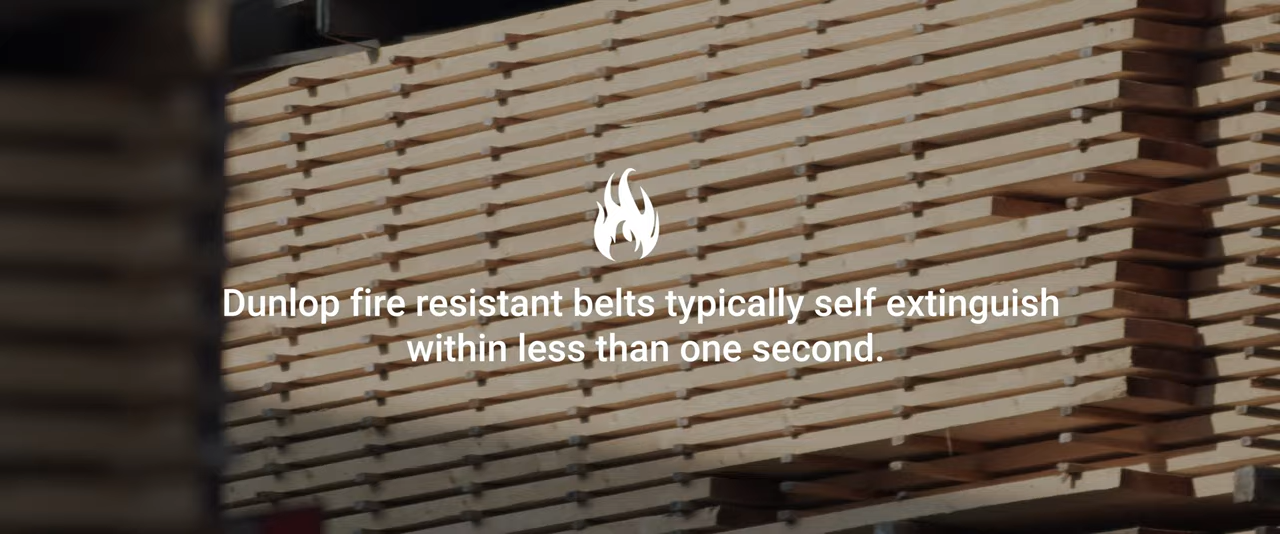 Dunlop fire resistant belts typically self extinguish
within less than one second.